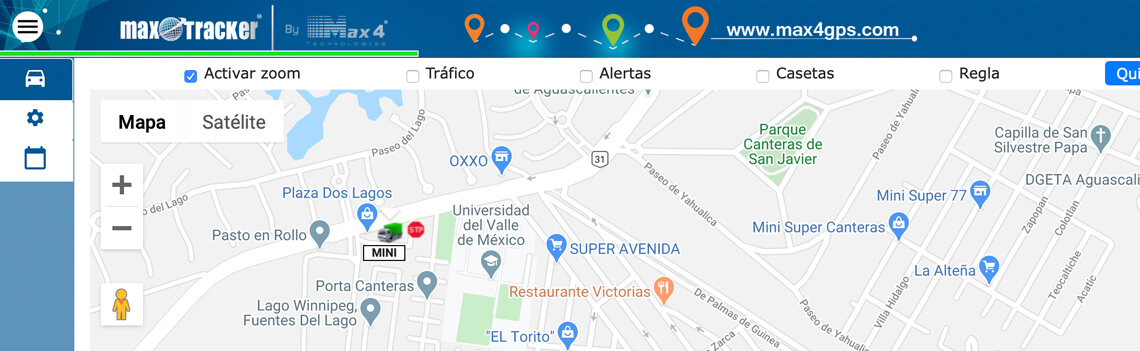 max TRACKER®
By Max4®
TECHNOLOGIES
www.max4gps.com
Activar zoom
Tráfico
Alertas
Casetas
Regla
Qui
Mapa
Satélite
de Aguascalientes
Paseo del Lago
Paseo del Lago
OXXO
31
Parque
Canteras de
San Javier
Paseo de Yahualica
Paseo de Yahualica
Capilla de San
Silvestre Papa
DGETA Aguascali
Plaza Dos Lagos
Mini Super 77
Pasto en Rollo
STP
MINI
Universidad
del Valle
de México
SUPER AVENIDA
Mini Super Canteras
Zapopan
Colotlan
La Alteña
Teocaltiche
Acatic
Villa Hidalgo
Porta Canteras
Restaurante Victorias
De Palmas de Guinea
Lago Winnipeg,
Fuentes Del Lago
"EL Torito"
Zarca